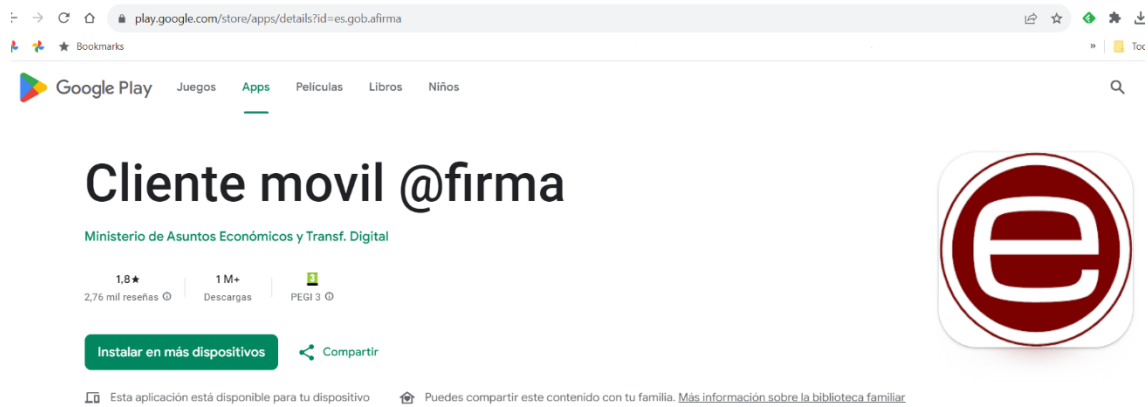 play.google.com/store/apps/details?id=es.gob.afirma
Bookmarks
»
Google Play Juegos Apps Películas Libros Niños
Cliente movil @firma
Ministerio de Asuntos Económicos y Transf. Digital
1,8★ 1 M+ 3
2,76 mil reseñas Descargas PEGI 3
Instalar en más dispositivos Compartir
Esta aplicación está disponible para tu dispositivo Puedes compartir este contenido con tu familia. Más información sobre la biblioteca familiar
e